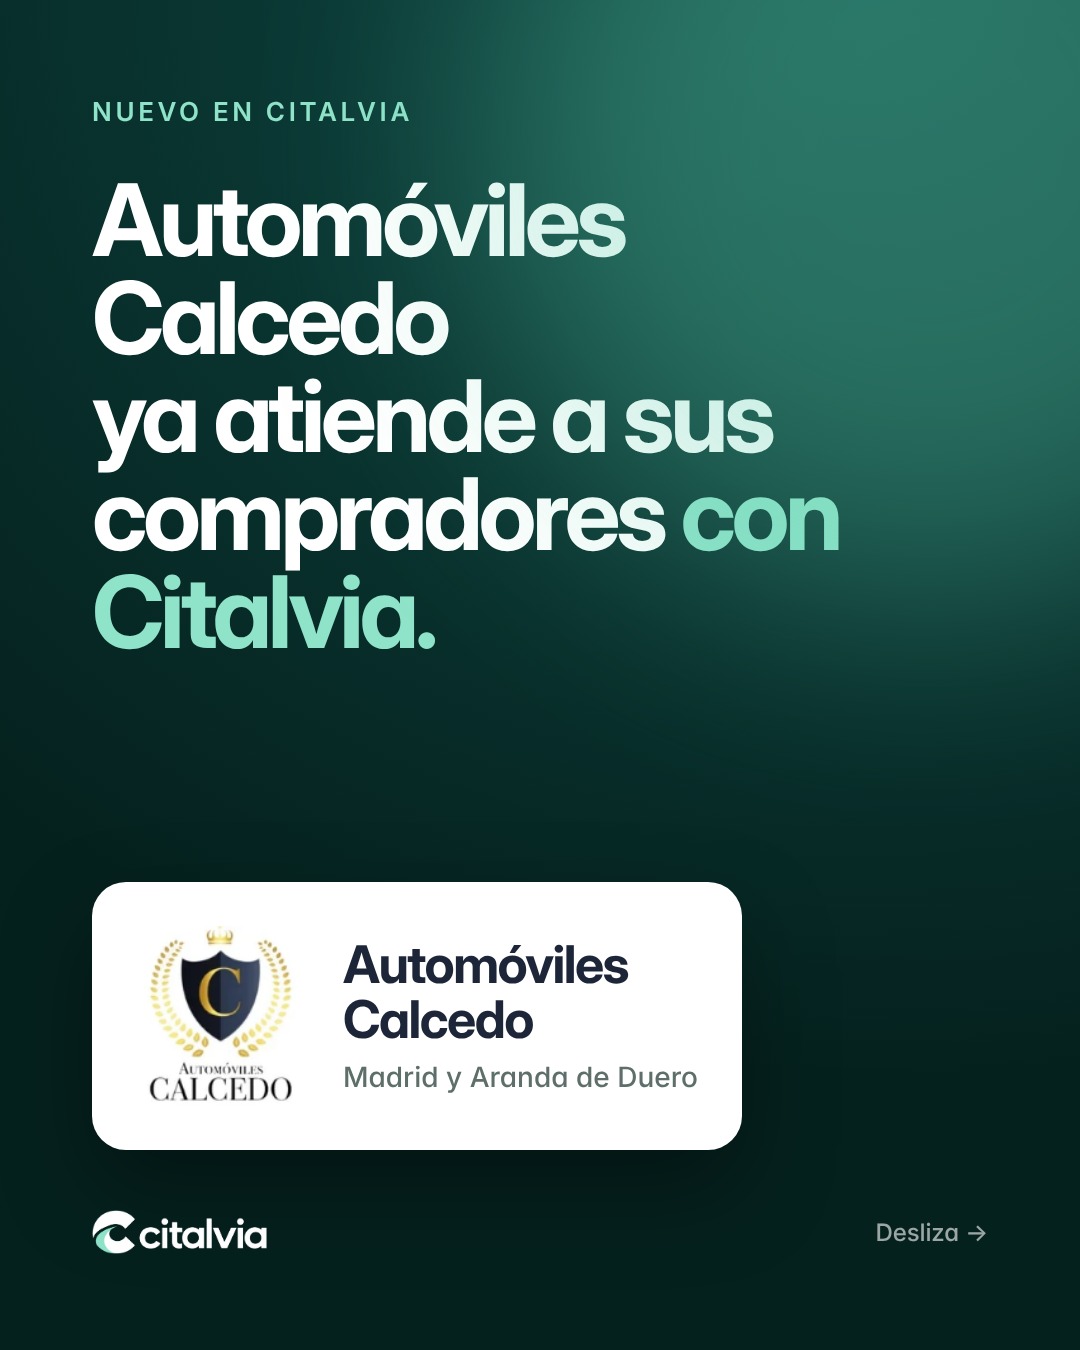 NUEVO EN CITALVIA
Automóviles
Calcedo
ya atiende a sus
compradores con
Citalvia.
C
AUTOMÓVILES
CALCEDO
Automóviles
Calcedo
Madrid y Aranda de Duero
citalvia
Desliza →